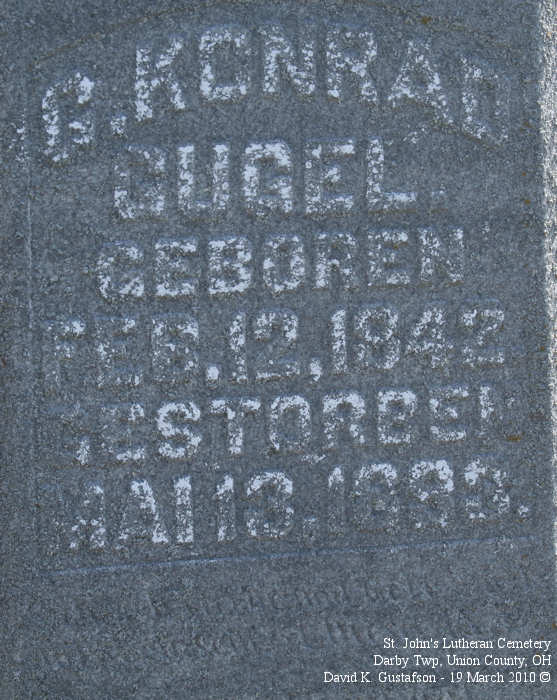 G. KONRAD
GUGEL.
GEBOREN
FEB. 12, 1842
GESTORBEN
MAI 13.
St. John's Lutheran Cemetery
Darby Twp, Union County, OH
David K. Gustafson - 19 March 2010 ©